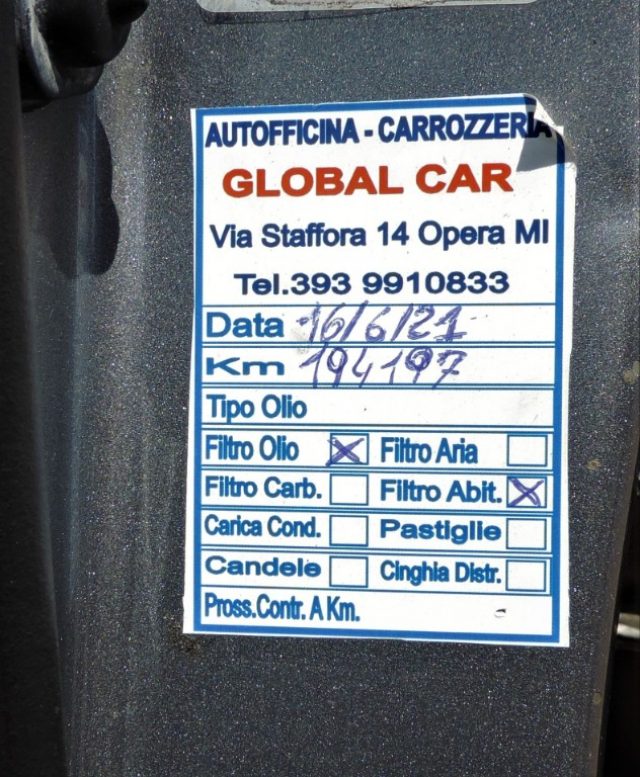 AUTOFFICINA - CARROZZERIA
GLOBAL CAR
Via Staffora 14 Opera MI
Tel.393 9910833
Data 16/6/21
Km 194197
Tipo Olio
Filtro Olio X Filtro Aria
Filtro Carb. Filtro Abit. X
Carica Cond. Pastiglie
Candele Cinghia Distr.
Pross.Contr. A Km.